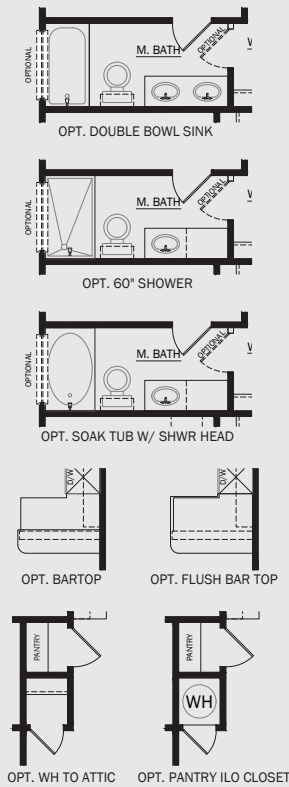 OPTIONAL
M. BATH
OPTIONAL
OPT. DOUBLE BOWL SINK
OPTIONAL
M. BATH
OPTIONAL
OPT. 60" SHOWER
OPTIONAL
M. BATH
OPTIONAL
OPT. SOAK TUB W/ SHWR HEAD
D/W
D/W
OPT. BARTOP
OPT. FLUSH BAR TOP
PANTRY
PANTRY
WH
OPT. WH TO ATTIC
OPT. PANTRY ILO CLOSET